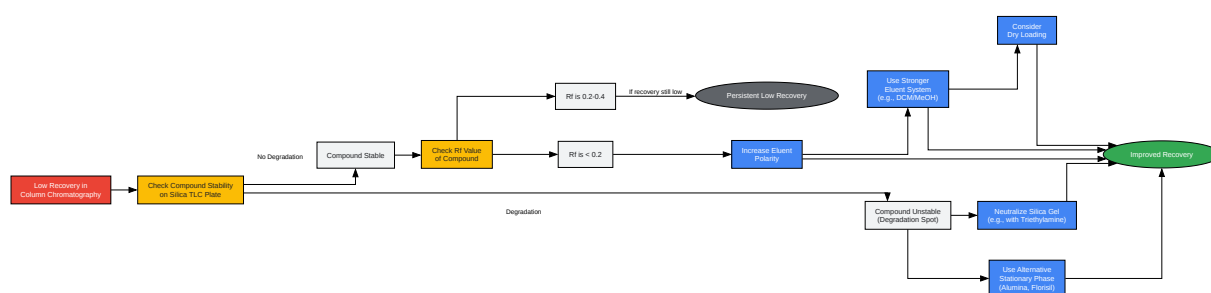 Low Recovery in
Column Chromatography
Check Compound Stability
on Silica TLC Plate
No Degradation
Degradation
Compound Stable
Check Rf Value
of Compound
Rf is 0.2-0.4
If recovery still low
Persistent Low Recovery
Rf is < 0.2
Increase Eluent
Polarity
Use Stronger
Eluent System
(e.g., DCM/MeOH)
Consider
Dry Loading
Improved Recovery
Compound Unstable
(Degradation Spot)
Neutralize Silica Gel
(e.g., with Triethylamine)
Use Alternative
Stationary Phase
(Alumina, Florisil)